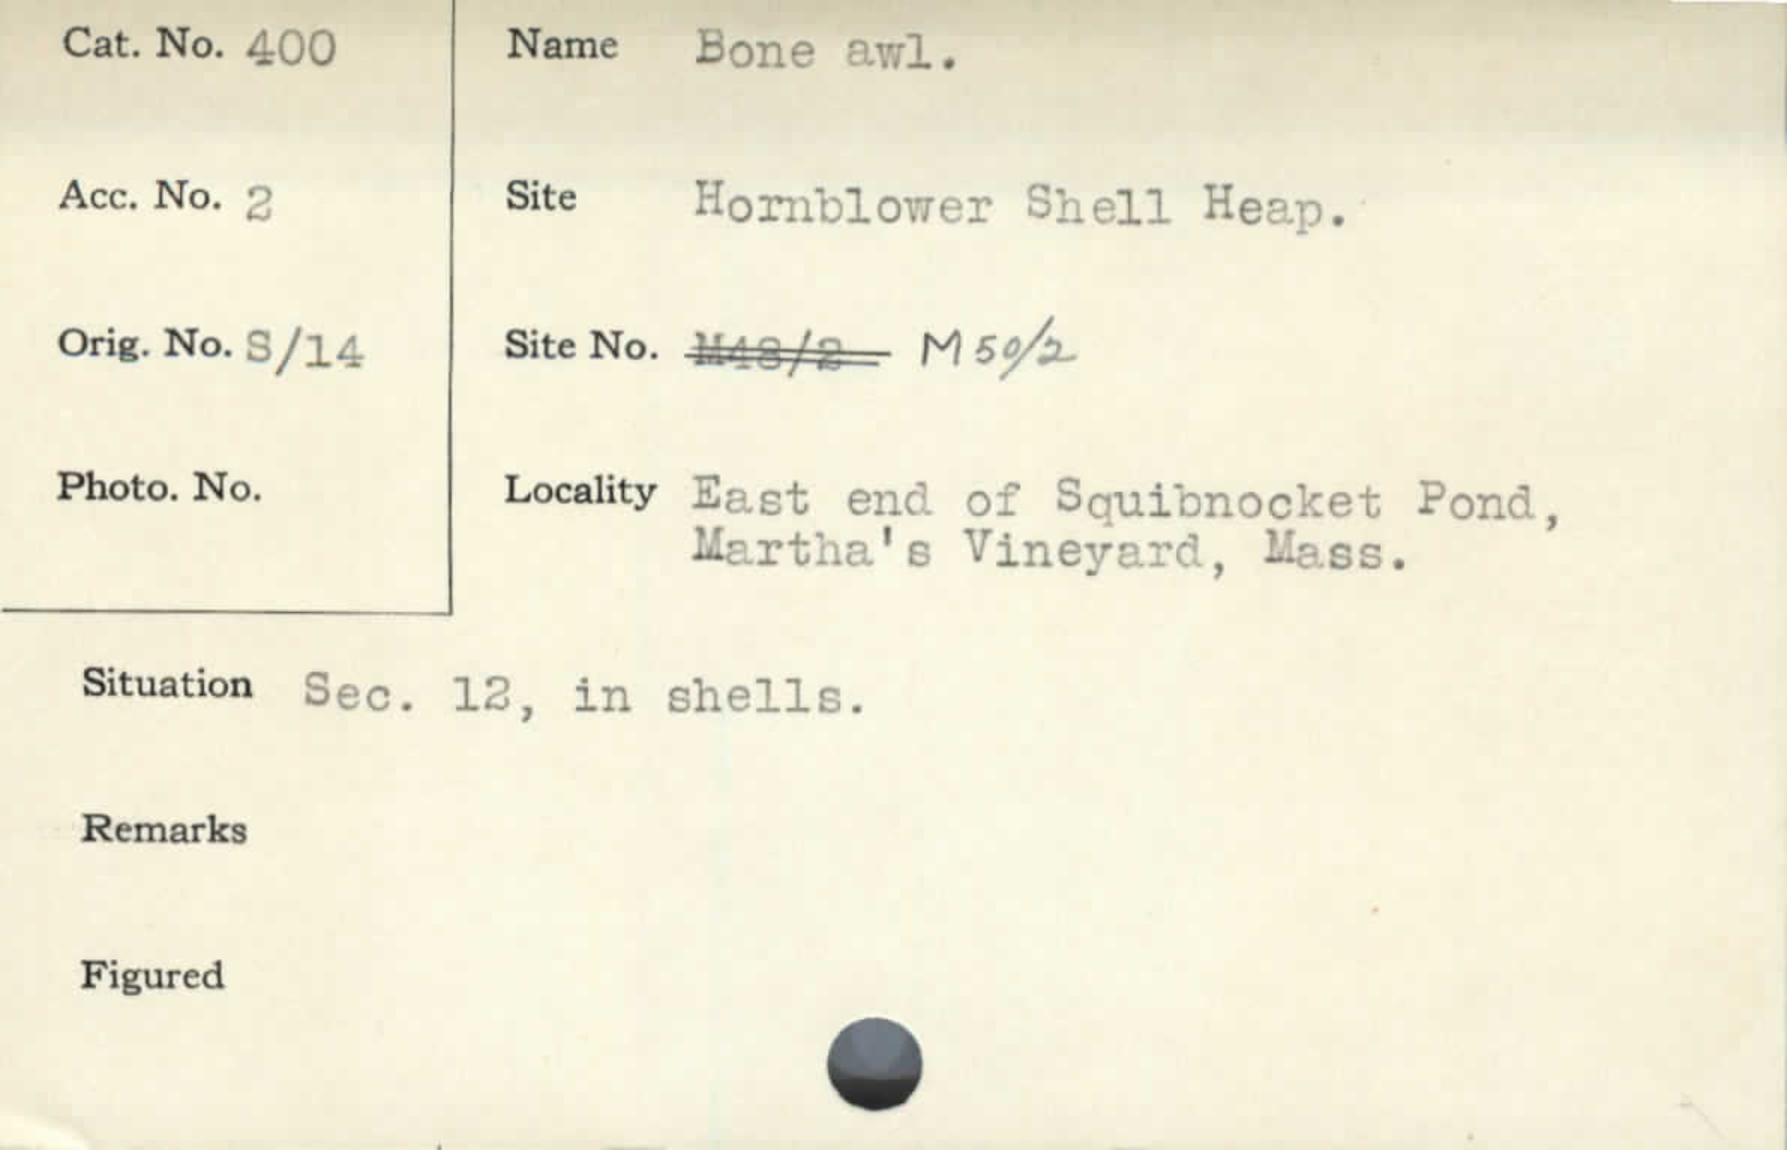 Cat. No. 400
Name Bone awl.
Acc. No. 2
Site Hornblower Shell Heap.
Orig. No. S/14
Site No. M48/2 M50/2
Photo. No.
Locality East end of Squibnocket Pond,
Martha's Vineyard, Mass.
Situation Sec. 12, in shells.
Remarks
Figured